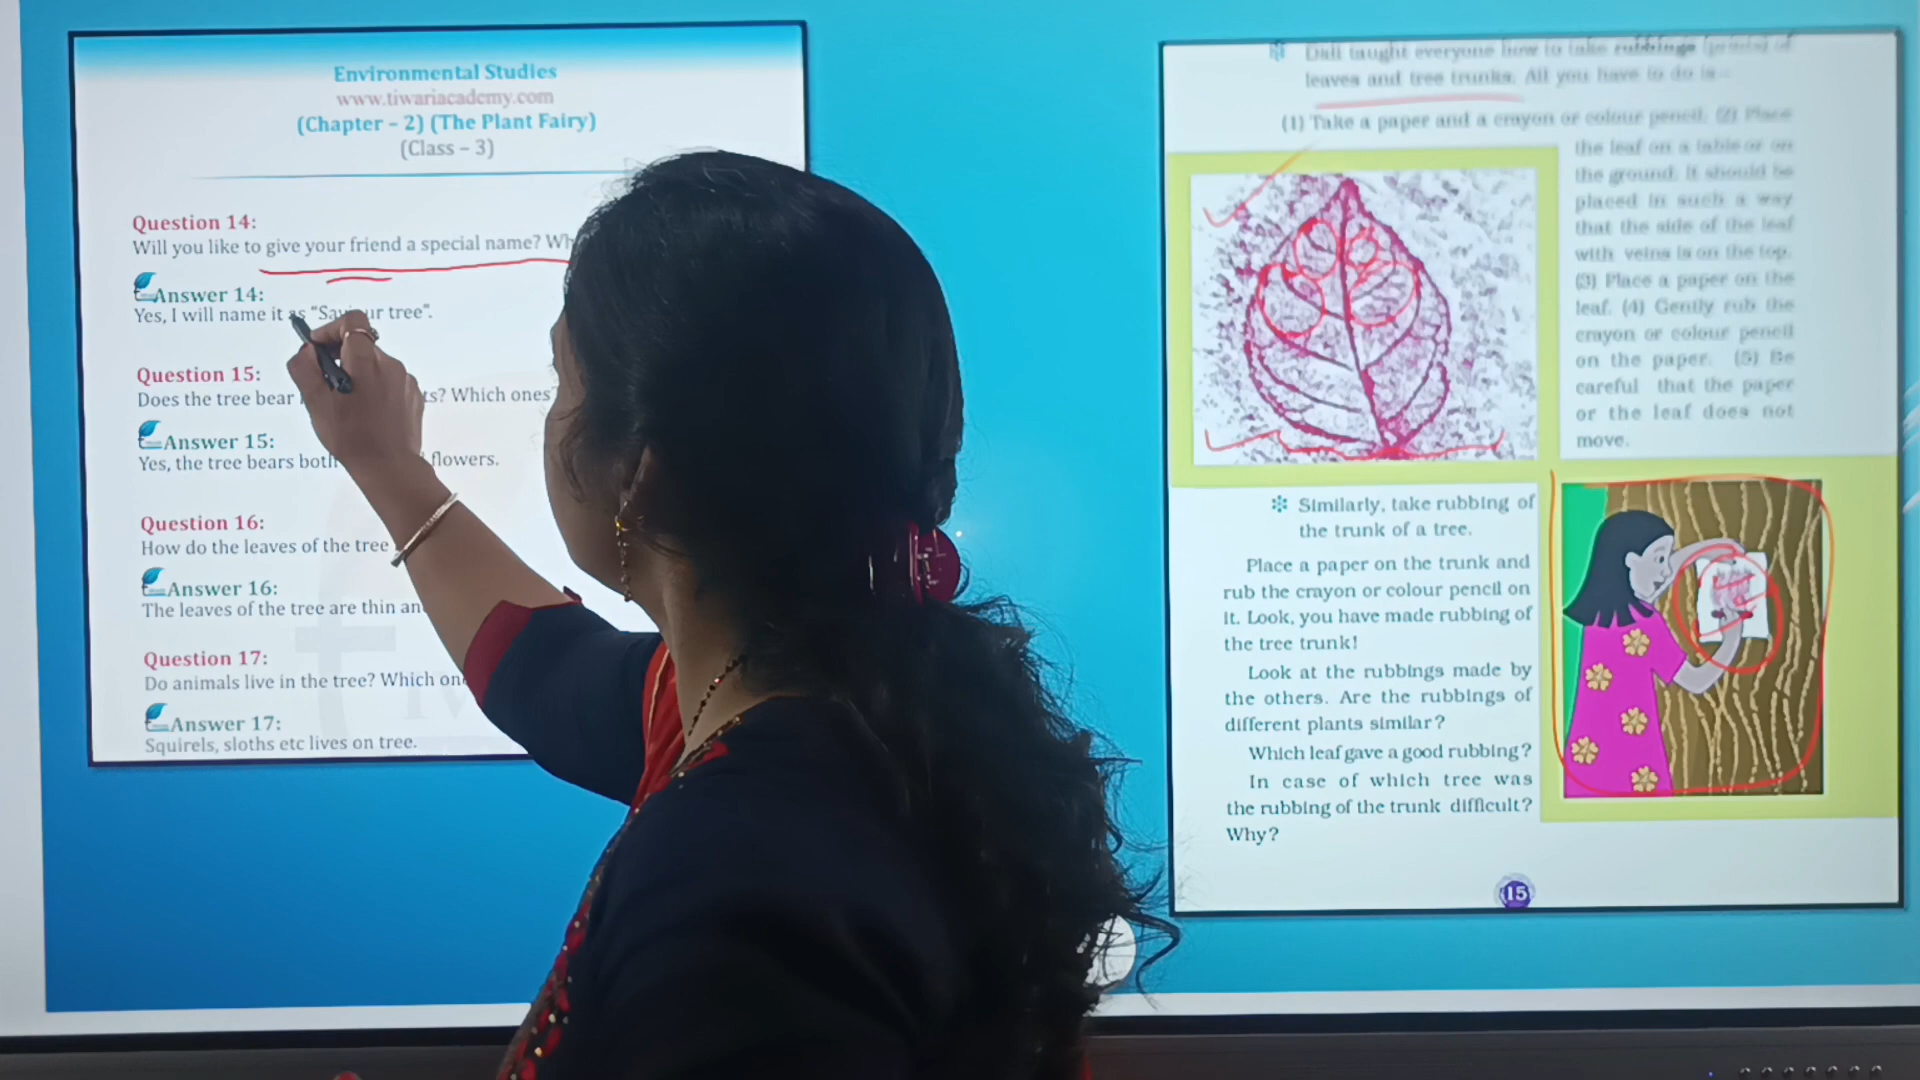 Environmental Studies
www.tiwariacademy.com
(Chapter – 2) (The Plant Fairy)
(Class – 3)
Question 14:
Will you like to give your friend a special name?
Answer 14:
Yes, I will name it as "Saviour tree".
Question 15:
Does the tree bear ? Which ones
Answer 15:
Yes, the tree bears both flowers.
Question 16:
How do the leaves of the tree
Answer 16:
The leaves of the tree are thin
Question 17:
Do animals live in the tree? Which
Answer 17:
Squirrels, sloths etc lives on tree.
taught everyone how to take rubbings (prints) of
leaves and tree trunks. All you have to do is
(1) Take a paper and a crayon or colour pencil. (2) Place
the leaf on a table or on
the ground. It should be
placed in such a way
that the side of the leaf
with veins is on the top.
(3) Place a paper on the
leaf. (4) Gently rub the
crayon or colour pencil
on the paper. (5) Be
careful that the paper
or the leaf does not
move.
✻ Similarly, take rubbing of
the trunk of a tree.
Place a paper on the trunk and
rub the crayon or colour pencil on
it. Look, you have made rubbing of
the tree trunk!
Look at the rubbings made by
the others. Are the rubbings of
different plants similar?
Which leaf gave a good rubbing?
In case of which tree was
the rubbing of the trunk difficult?
Why?
15